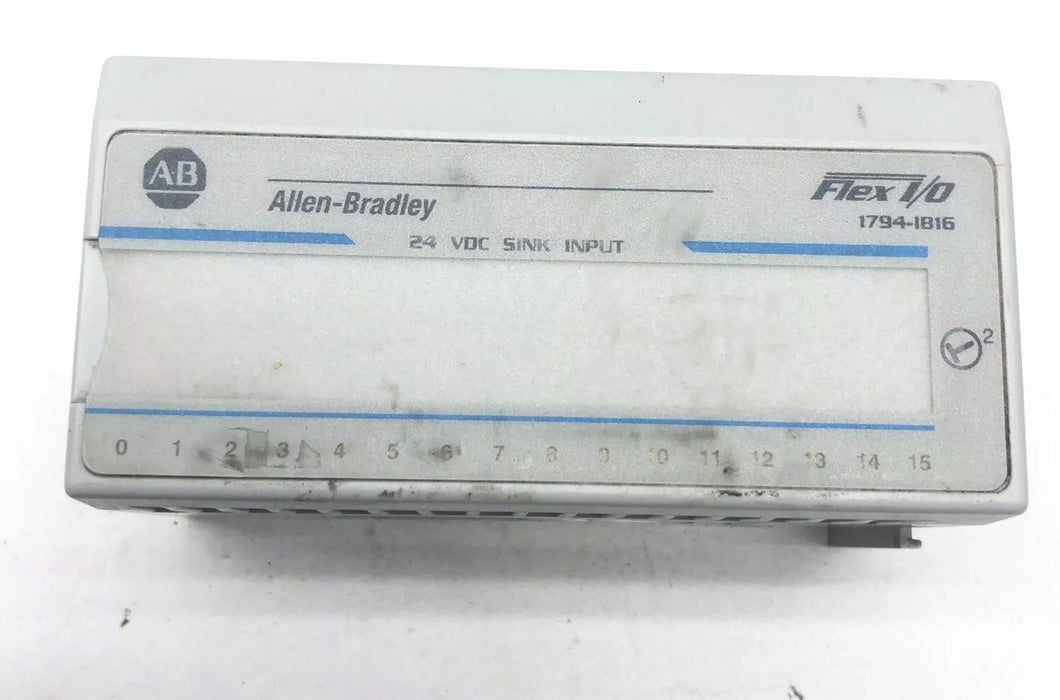 AB
Allen-Bradley
Flex I/O
1794-IB16
24 VDC SINK INPUT
2
0 1 2 3 4 5 6 7 8 9 10 11 12 13 14 15